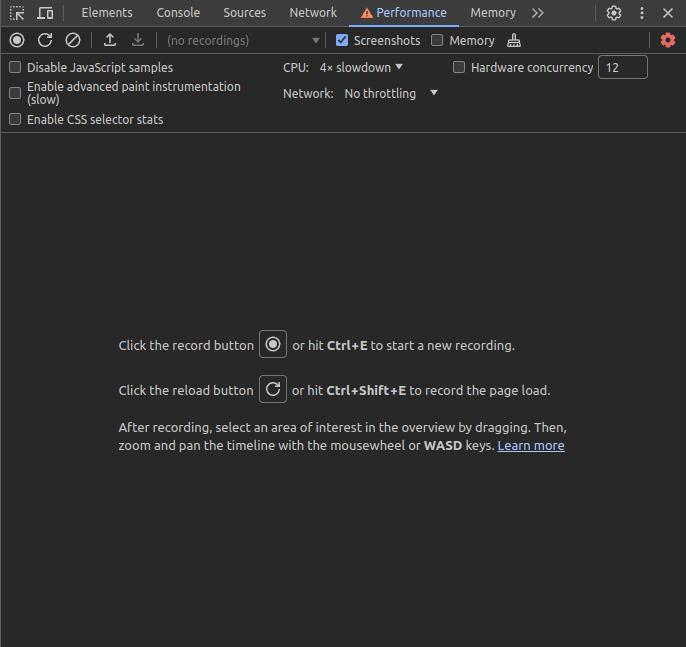 Elements Console Sources Network Performance Memory
(no recordings) Screenshots Memory
Disable JavaScript samples CPU: 4× slowdown Hardware concurrency 12
Enable advanced paint instrumentation
(slow) Network: No throttling
Enable CSS selector stats
Click the record button or hit Ctrl+E to start a new recording.
Click the reload button or hit Ctrl+Shift+E to record the page load.
After recording, select an area of interest in the overview by dragging. Then,
zoom and pan the timeline with the mousewheel or WASD keys. Learn more